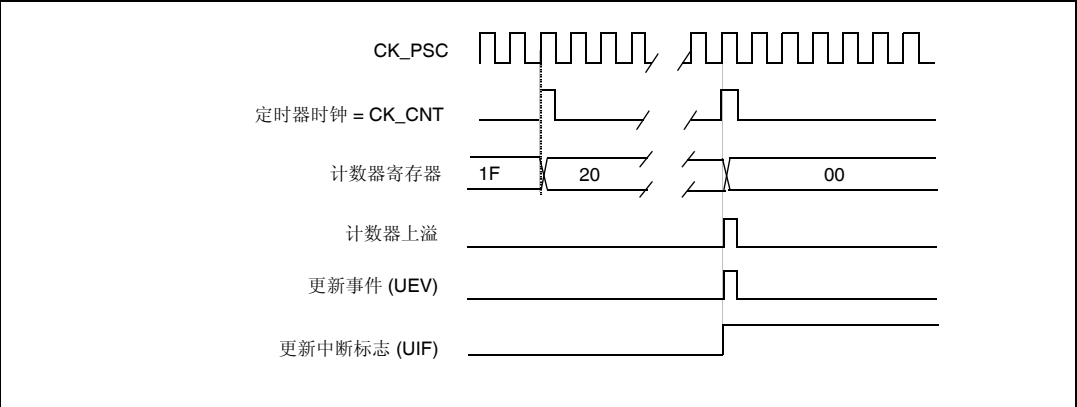 CK_PSC
定时器时钟 = CK_CNT
计数器寄存器 1F 20 00
计数器上溢
更新事件 (UEV)
更新中断标志 (UIF)